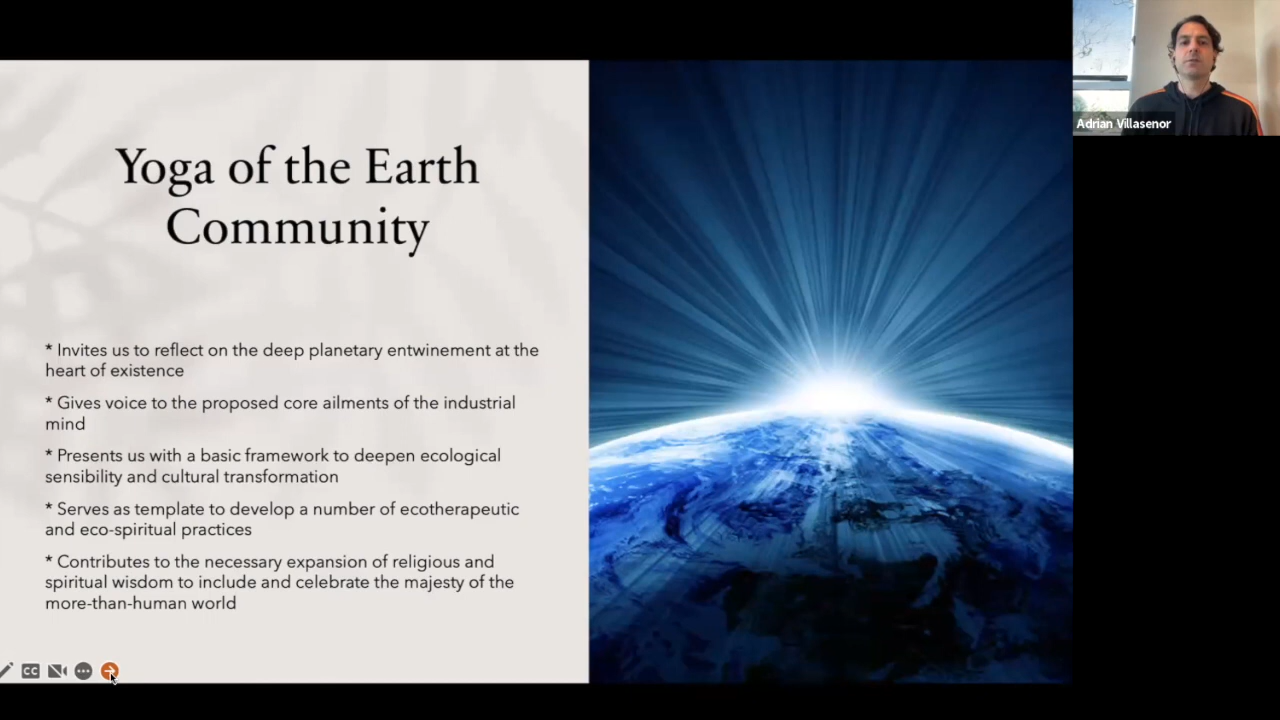 Yoga of the Earth
Community
* Invites us to reflect on the deep planetary entwinement at the
heart of existence
* Gives voice to the proposed core ailments of the industrial
mind
* Presents us with a basic framework to deepen ecological
sensibility and cultural transformation
* Serves as template to develop a number of ecotherapeutic
and eco-spiritual practices
* Contributes to the necessary expansion of religious and
spiritual wisdom to include and celebrate the majesty of the
more-than-human world
CC
Adrian Villasenor